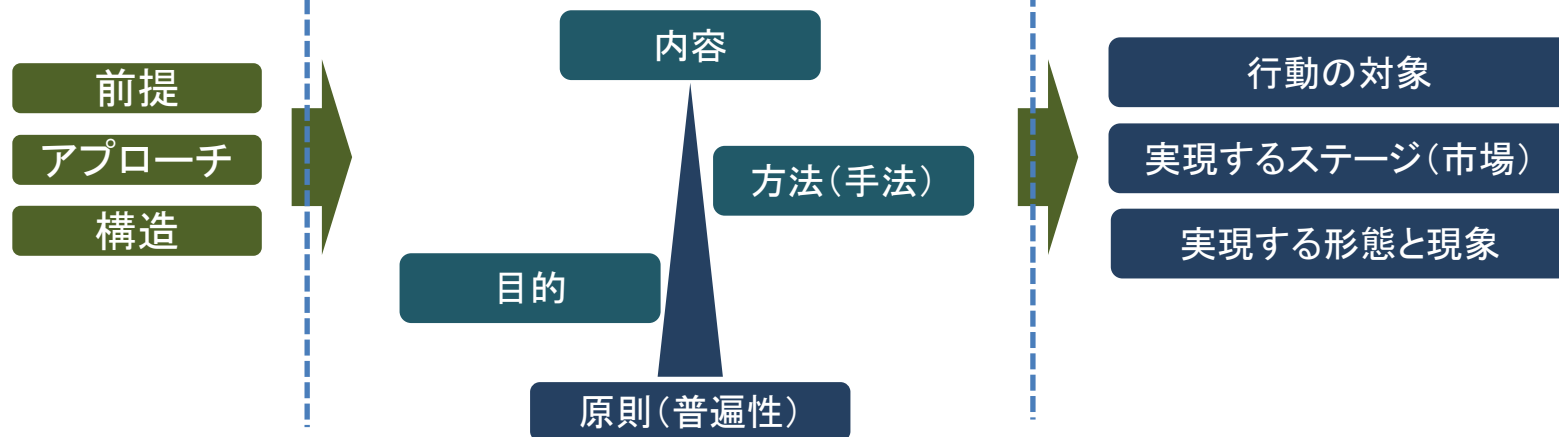 前提
アプローチ
構造
内容
方法（手法）
目的
原則（普遍性）
行動の対象
実現するステージ（市場）
実現する形態と現象